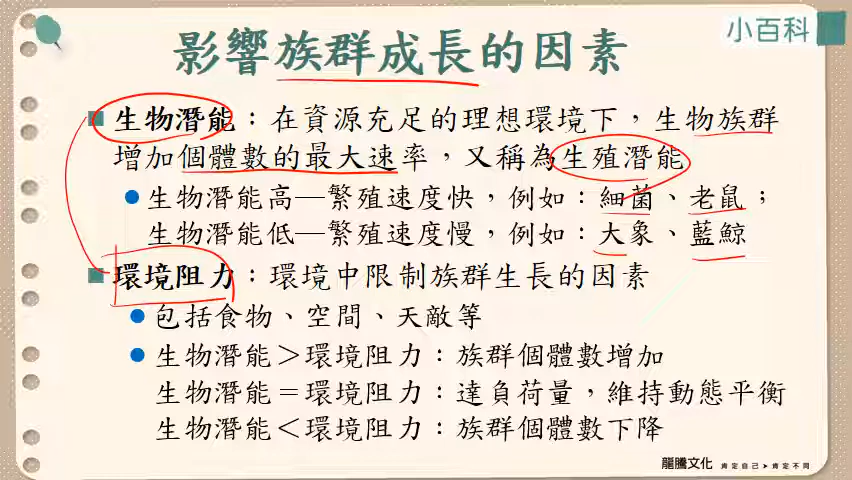 小百科
影響族群成長的因素
生物潛能：在資源充足的理想環境下，生物族群
增加個體數的最大速率，又稱為生殖潛能
生物潛能高—繁殖速度快，例如：細菌、老鼠；
生物潛能低—繁殖速度慢，例如：大象、藍鯨
環境阻力：環境中限制族群生長的因素
包括食物、空間、天敵等
生物潛能＞環境阻力：族群個體數增加
生物潛能＝環境阻力：達負荷量，維持動態平衡
生物潛能＜環境阻力：族群個體數下降
龍騰文化 肯定自己➤肯定不同